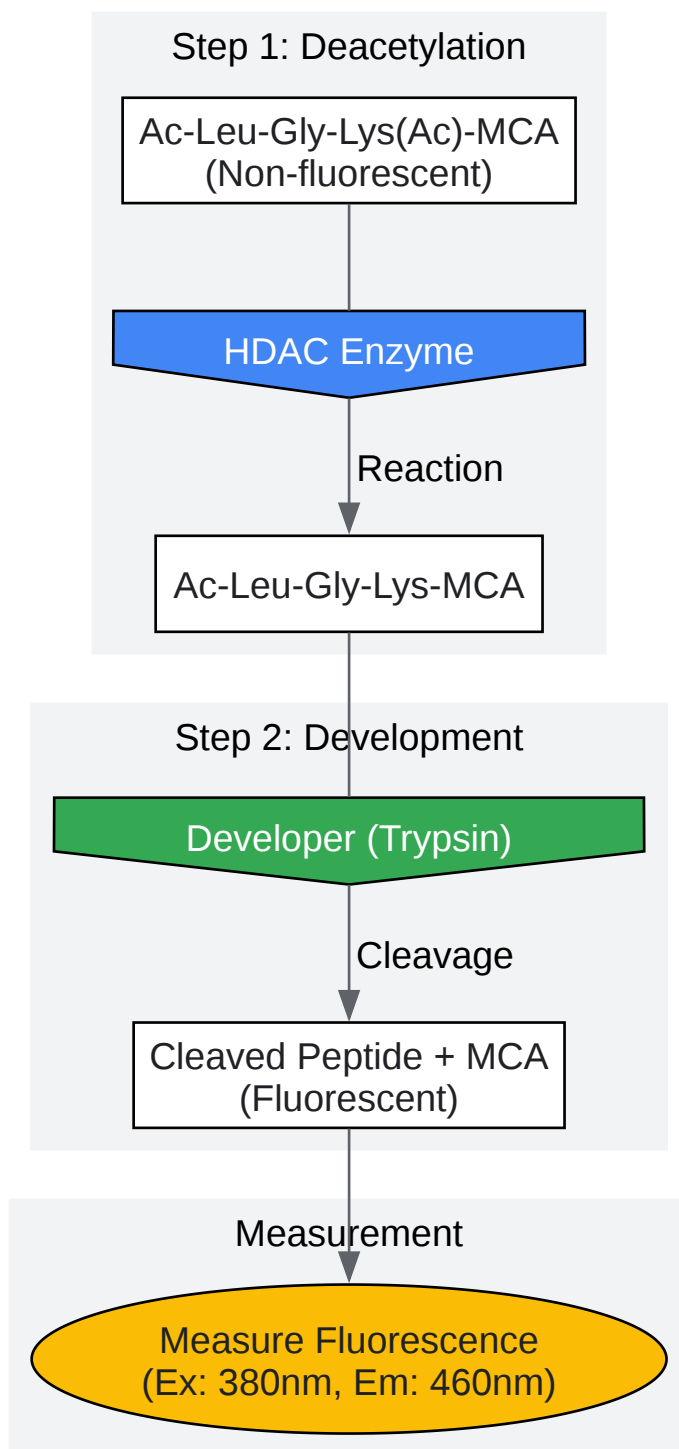 Step 1: Deacetylation
Ac-Leu-Gly-Lys(Ac)-MCA
(Non-fluorescent)
HDAC Enzyme
Reaction
Ac-Leu-Gly-Lys-MCA
Step 2: Development
Developer (Trypsin)
Cleavage
Cleaved Peptide + MCA
(Fluorescent)
Measurement
Measure Fluorescence
(Ex: 380nm, Em: 460nm)